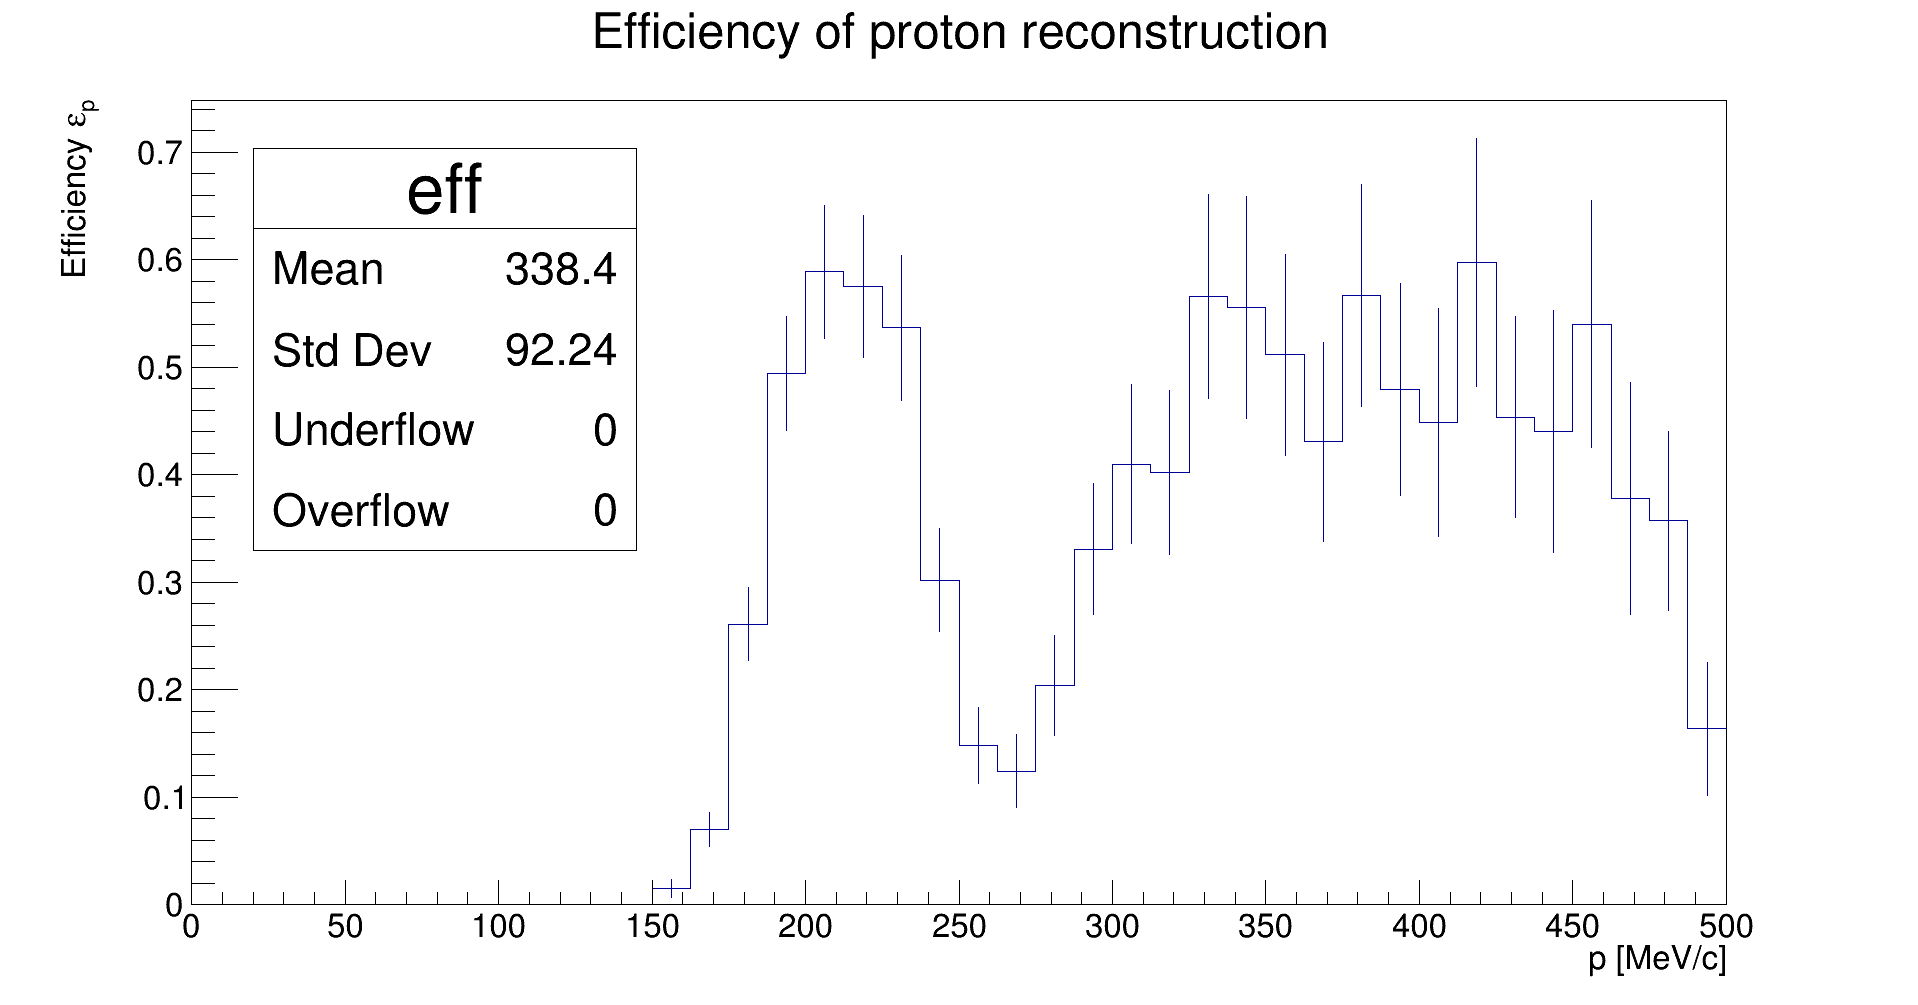 Efficiency of proton reconstruction
Efficiency εp
0.7
0.6
0.5
0.4
0.3
0.2
0.1
0
eff
Mean 338.4
Std Dev 92.24
Underflow 0
Overflow 0
0 50 100 150 200 250 300 350 400 450 500
p [MeV/c]